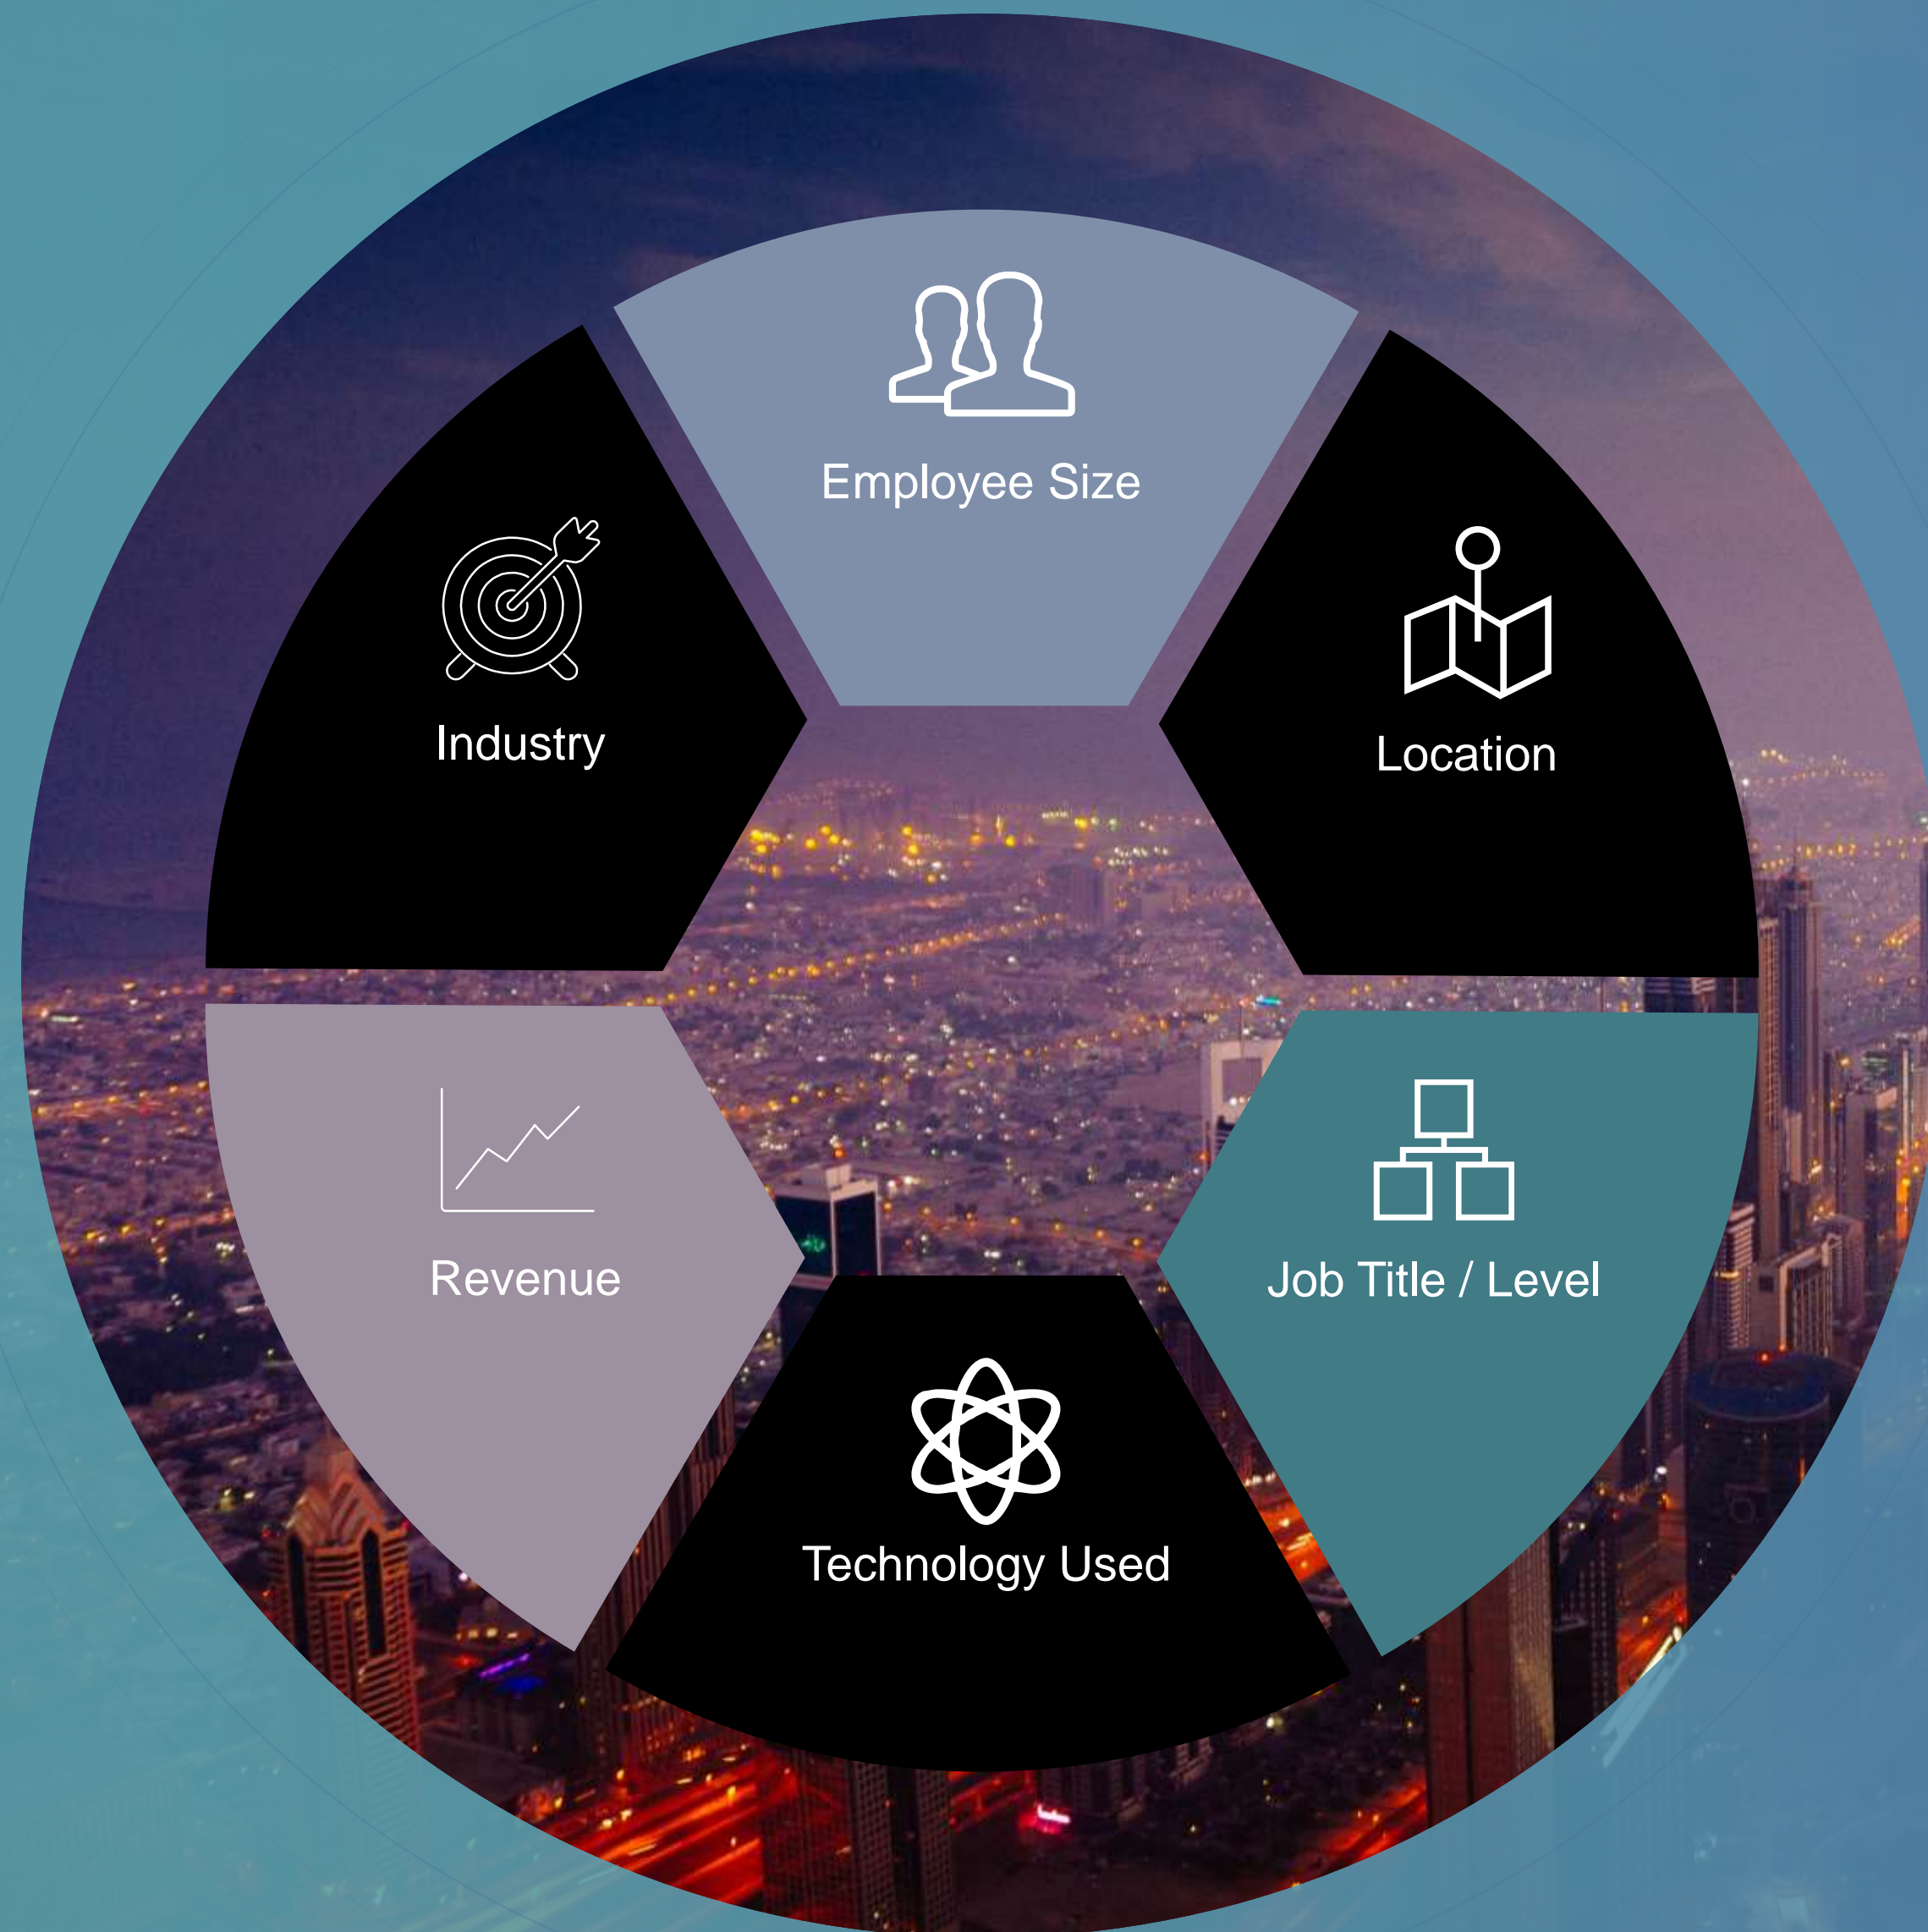 Employee Size
Industry
Location
Revenue
Job Title / Level
Technology Used